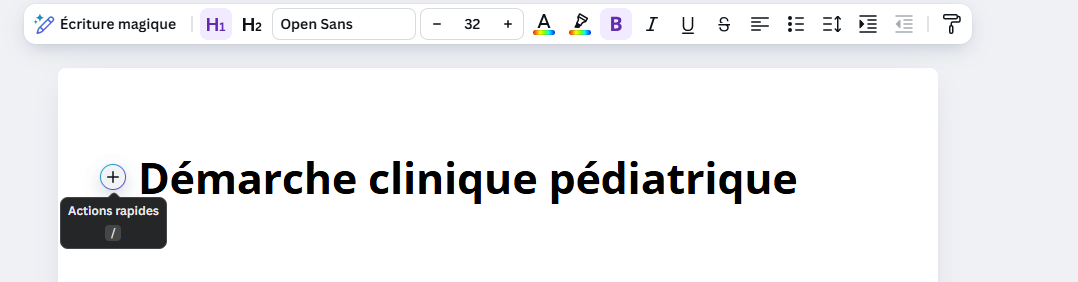 Écriture magique H1 H2 Open Sans − 32 + A B I U S
Démarche clinique pédiatrique
Actions rapides
/